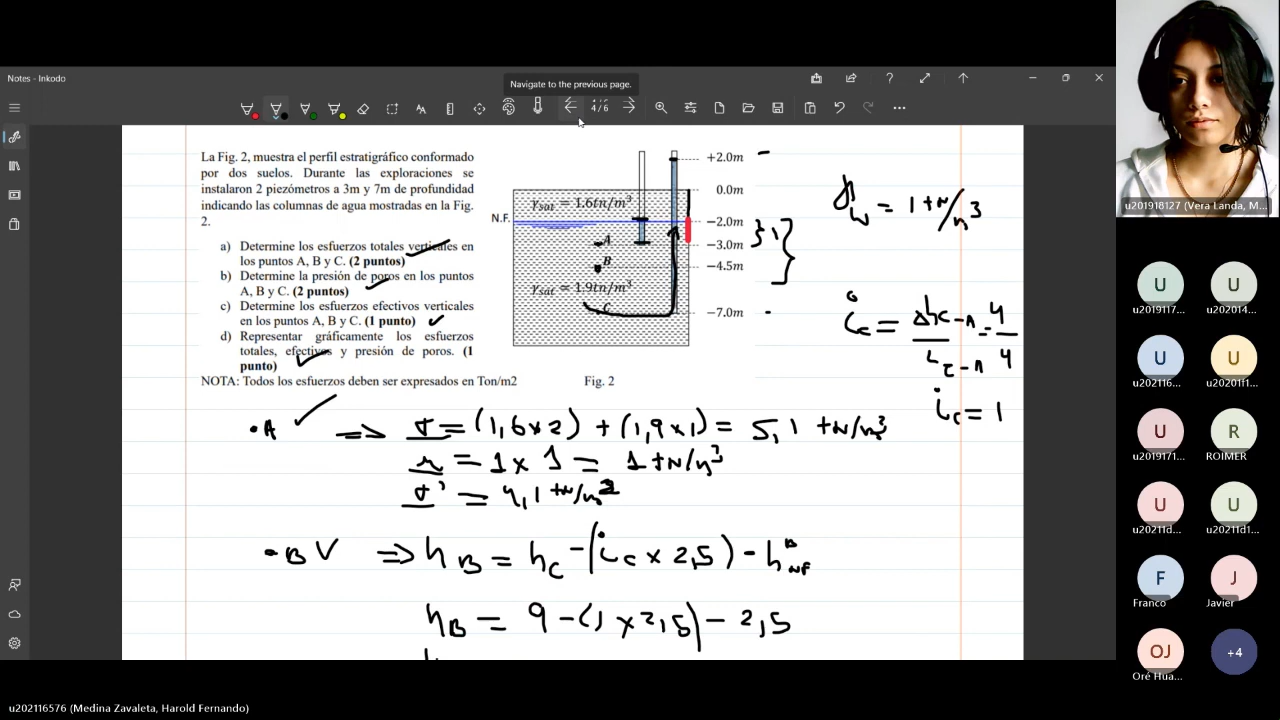 Notes - Inkodo
Navigate to the previous page.
4/6
La Fig. 2, muestra el perfil estratigráfico conformado
por dos suelos. Durante las exploraciones se
instalaron 2 piezómetros a 3m y 7m de profundidad
indicando las columnas de agua mostradas en la Fig.
2.
a) Determine los esfuerzos totales verticales en
los puntos A, B y C. (2 puntos)
b) Determine la presión de poros en los puntos
A, B y C. (2 puntos)
c) Determine los esfuerzos efectivos verticales
en los puntos A, B y C. (1 punto)
d) Representar gráficamente los esfuerzos
totales, efectivos y presión de poros. (1
punto)
NOTA: Todos los esfuerzos deben ser expresados en Ton/m2
Fig. 2
+2.0m
0.0m
γsat = 1.6tn/m³
N.F.
-2.0m
A
-3.0m
B
-4.5m
γsat = 1.9tn/m³
C
-7.0m
γw = 1 tN/m³
ic = Δhc-A = 4
Lc-A 4
ic = 1
• A ⇒ σ = (1,6x2) + (1,9x1) = 5,1 tN/m³
μ = 1x1 = 1 tN/m³
σ' = 4,1 tN/m²
• B ⇒ hB = hc - (ic x 2,5) - hNF B
hB = 9 - (1 x 2,5) - 2,5
u201918127 (Vera Landa, M...
u2019117...
u202014...
u202116...
u20201f1...
u2019171...
ROIMER
u20211d...
u20211d1...
Franco
Javier
Oré Hua...
+4
U
U
U
U
U
R
U
U
F
J
OJ
u202116576 (Medina Zavaleta, Harold Fernando)